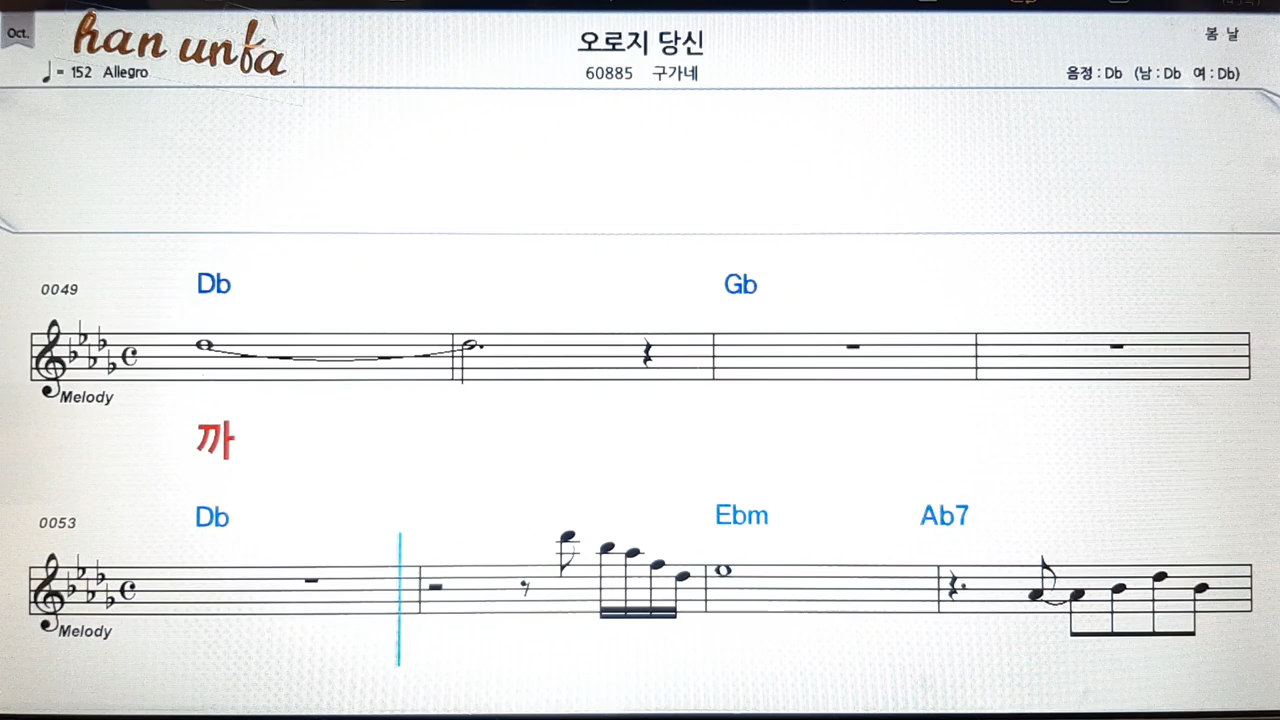 Oct.
han unfa
오로지 당신
봄 날
= 152 Allegro
60885 구가네
음정 : Db (남 : Db 여 : Db)
0049
Db
Gb
Melody
까
0053
Db
Ebm
Ab7
Melody